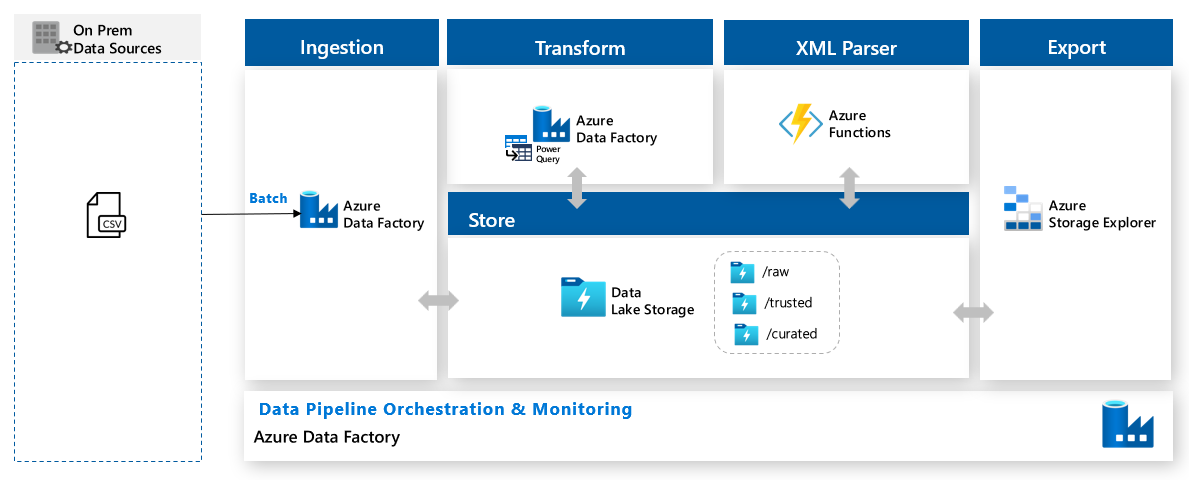 On Prem
Data Sources
Ingestion
Transform
XML Parser
Export
Azure
Data Factory
Power
Query
Azure
Functions
CSV
Batch
Azure
Data Factory
Store
Azure
Storage Explorer
Data
Lake Storage
/raw
/trusted
/curated
Data Pipeline Orchestration & Monitoring
Azure Data Factory